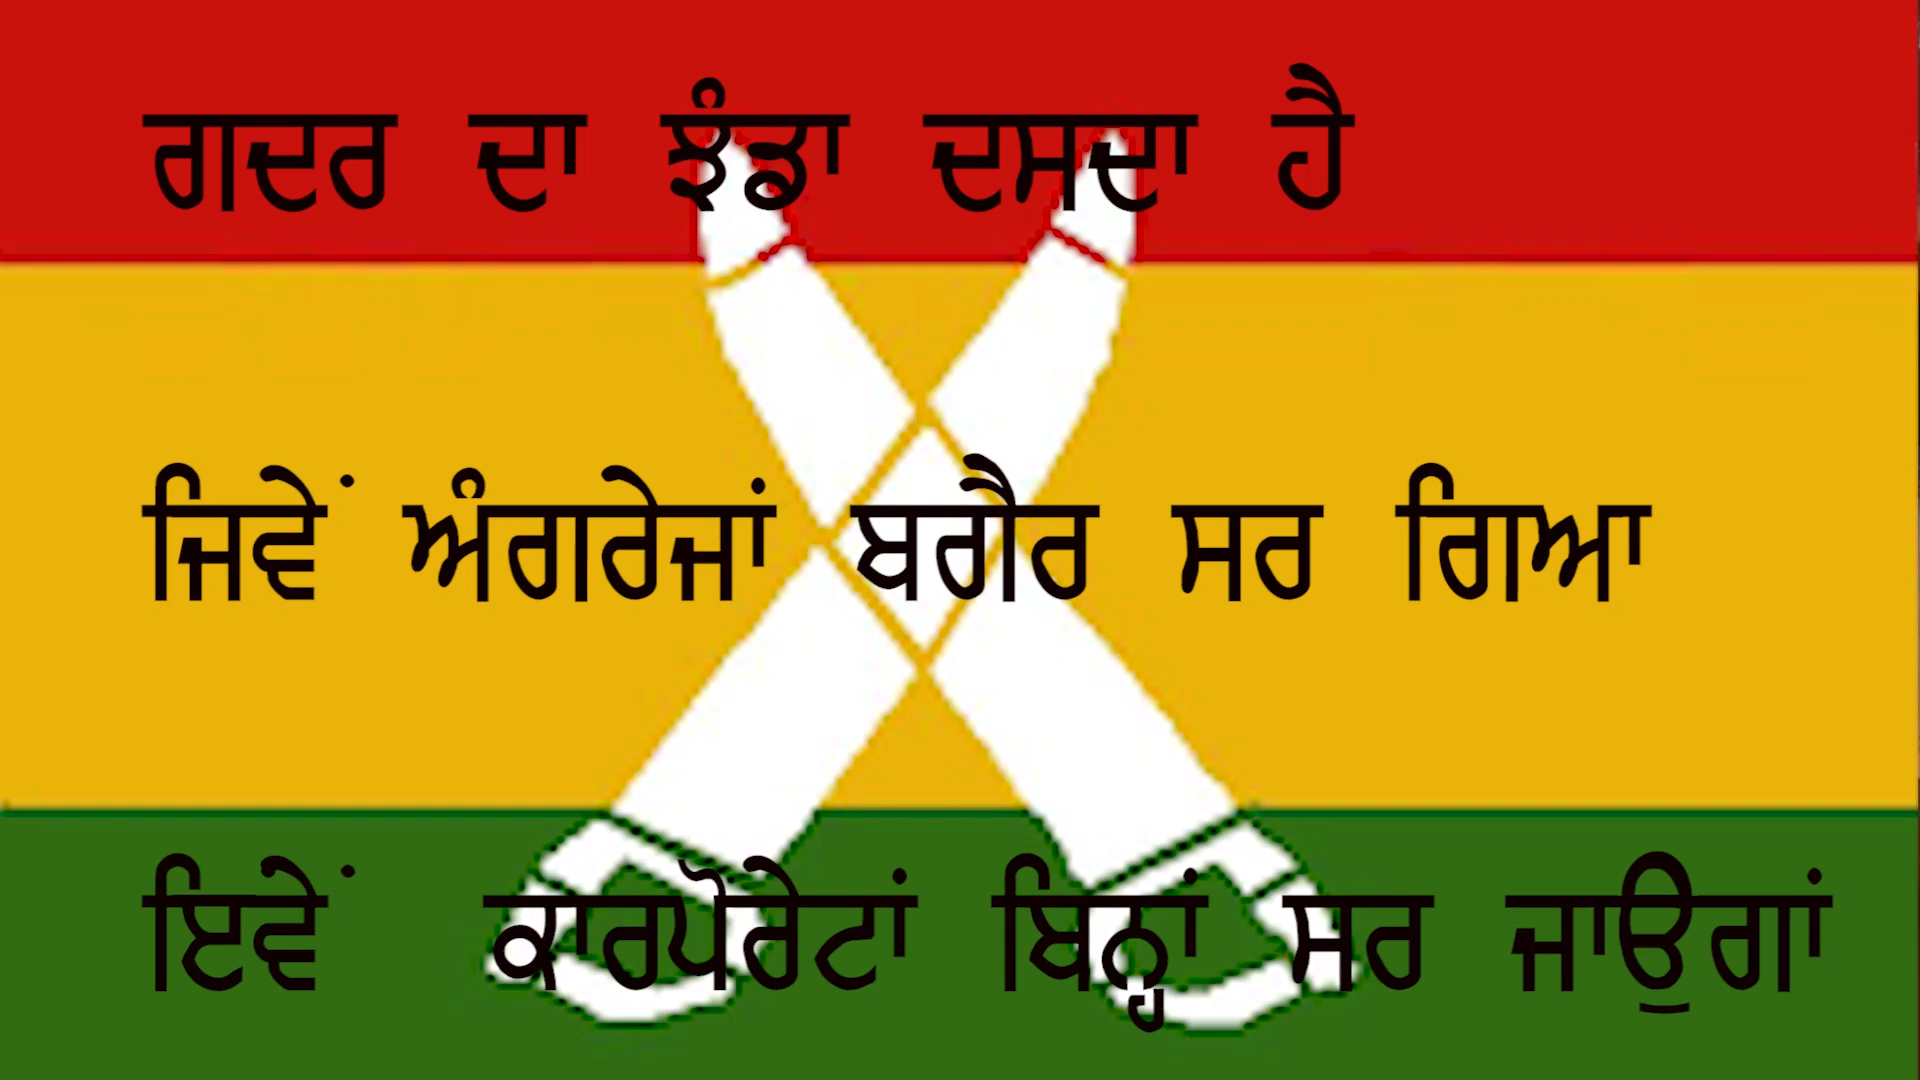 ਗਦਰ ਦਾ ਝੰਡਾ ਦਸਦਾ ਹੈ
ਜਿਵੇਂ ਅੰਗਰੇਜਾਂ ਬਗੈਰ ਸਰ ਗਿਆ
ਇਵੇਂ ਕਾਰਪੋਰੇਟਾਂ ਬਿਨ੍ਹਾਂ ਸਰ ਜਾਉਗਾਂ